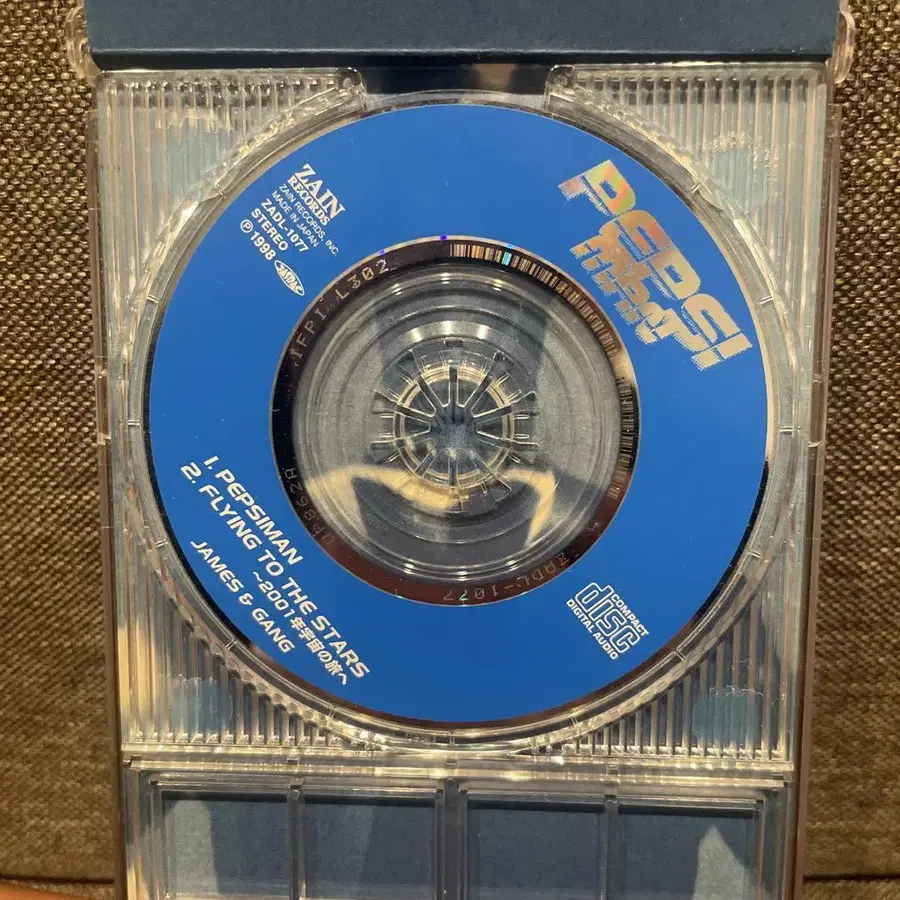 ZAIN
RECORDS
ZAIN RECORDS, INC.
MADE IN JAPAN
ZADL-1077
STEREO
Ⓟ1998
JASRAC
PEPSI
MAN!
IFPI L302
1. PEPSIMAN
2. FLYING TO THE STARS
～2001年宇宙の旅へ
JAMES & GANG
ZADL-1077
COMPACT
disc
DIGITAL AUDIO